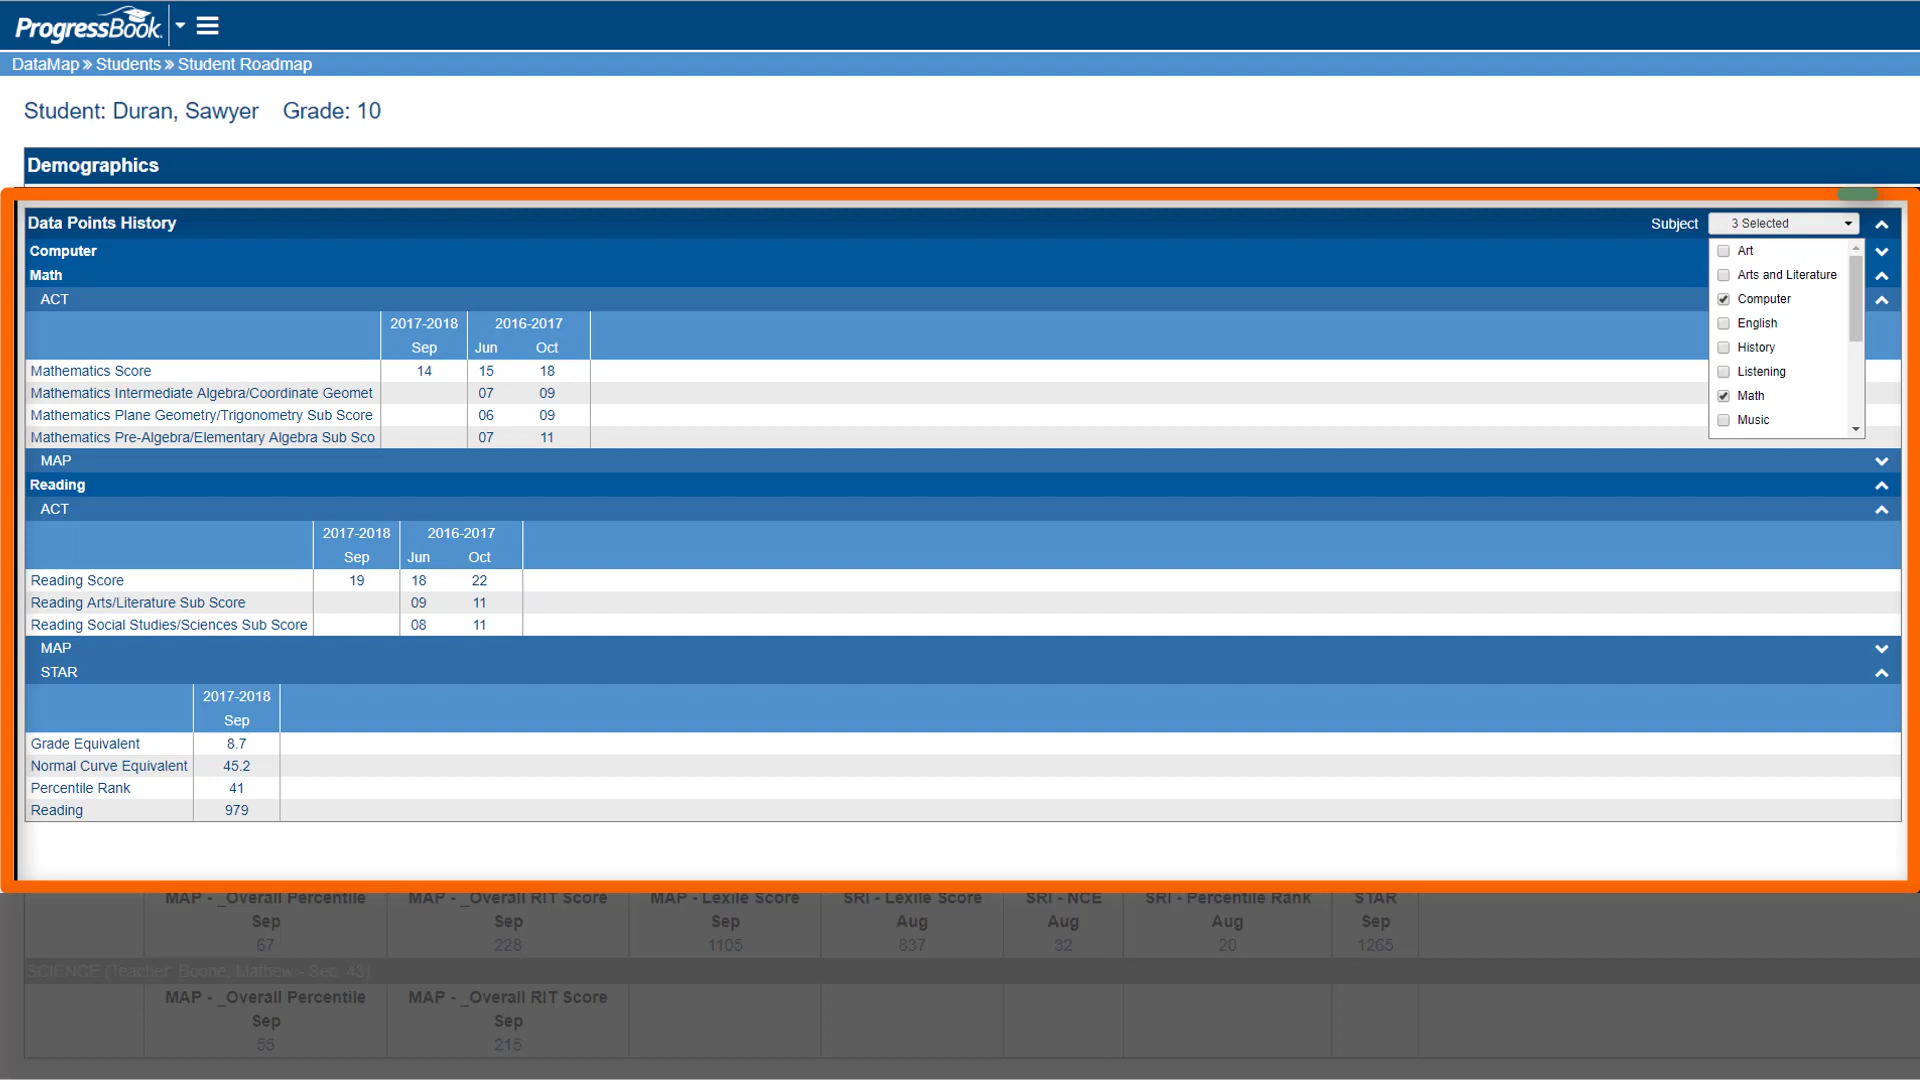 ProgressBook
DataMap » Students » Student Roadmap
Student: Duran, Sawyer Grade: 10
Demographics
Data Points History Subject 3 Selected
Computer
Math
ACT
Art
Arts and Literature
Computer
English
History
Listening
Math
Music
2017-2018 2016-2017
Sep Jun Oct
Mathematics Score 14 15 18
Mathematics Intermediate Algebra/Coordinate Geomet 07 09
Mathematics Plane Geometry/Trigonometry Sub Score 06 09
Mathematics Pre-Algebra/Elementary Algebra Sub Sco 07 11
MAP
Reading
ACT
2017-2018 2016-2017
Sep Jun Oct
Reading Score 19 18 22
Reading Arts/Literature Sub Score 09 11
Reading Social Studies/Sciences Sub Score 08 11
MAP
STAR
2017-2018
Sep
Grade Equivalent 8.7
Normal Curve Equivalent 45.2
Percentile Rank 41
Reading 979
MAP - _Overall Percentile MAP - _Overall RIT Score MAP - Lexile Score SRI - Lexile Score SRI - NCE SRI - Percentile Rank STAR
Sep Sep Sep Aug Aug Aug Sep
67 228 1105 837 32 20 1265
SCIENCE (Teacher: Boone, Mathew - Sec. 43)
MAP - _Overall Percentile MAP - _Overall RIT Score
Sep Sep
55 215